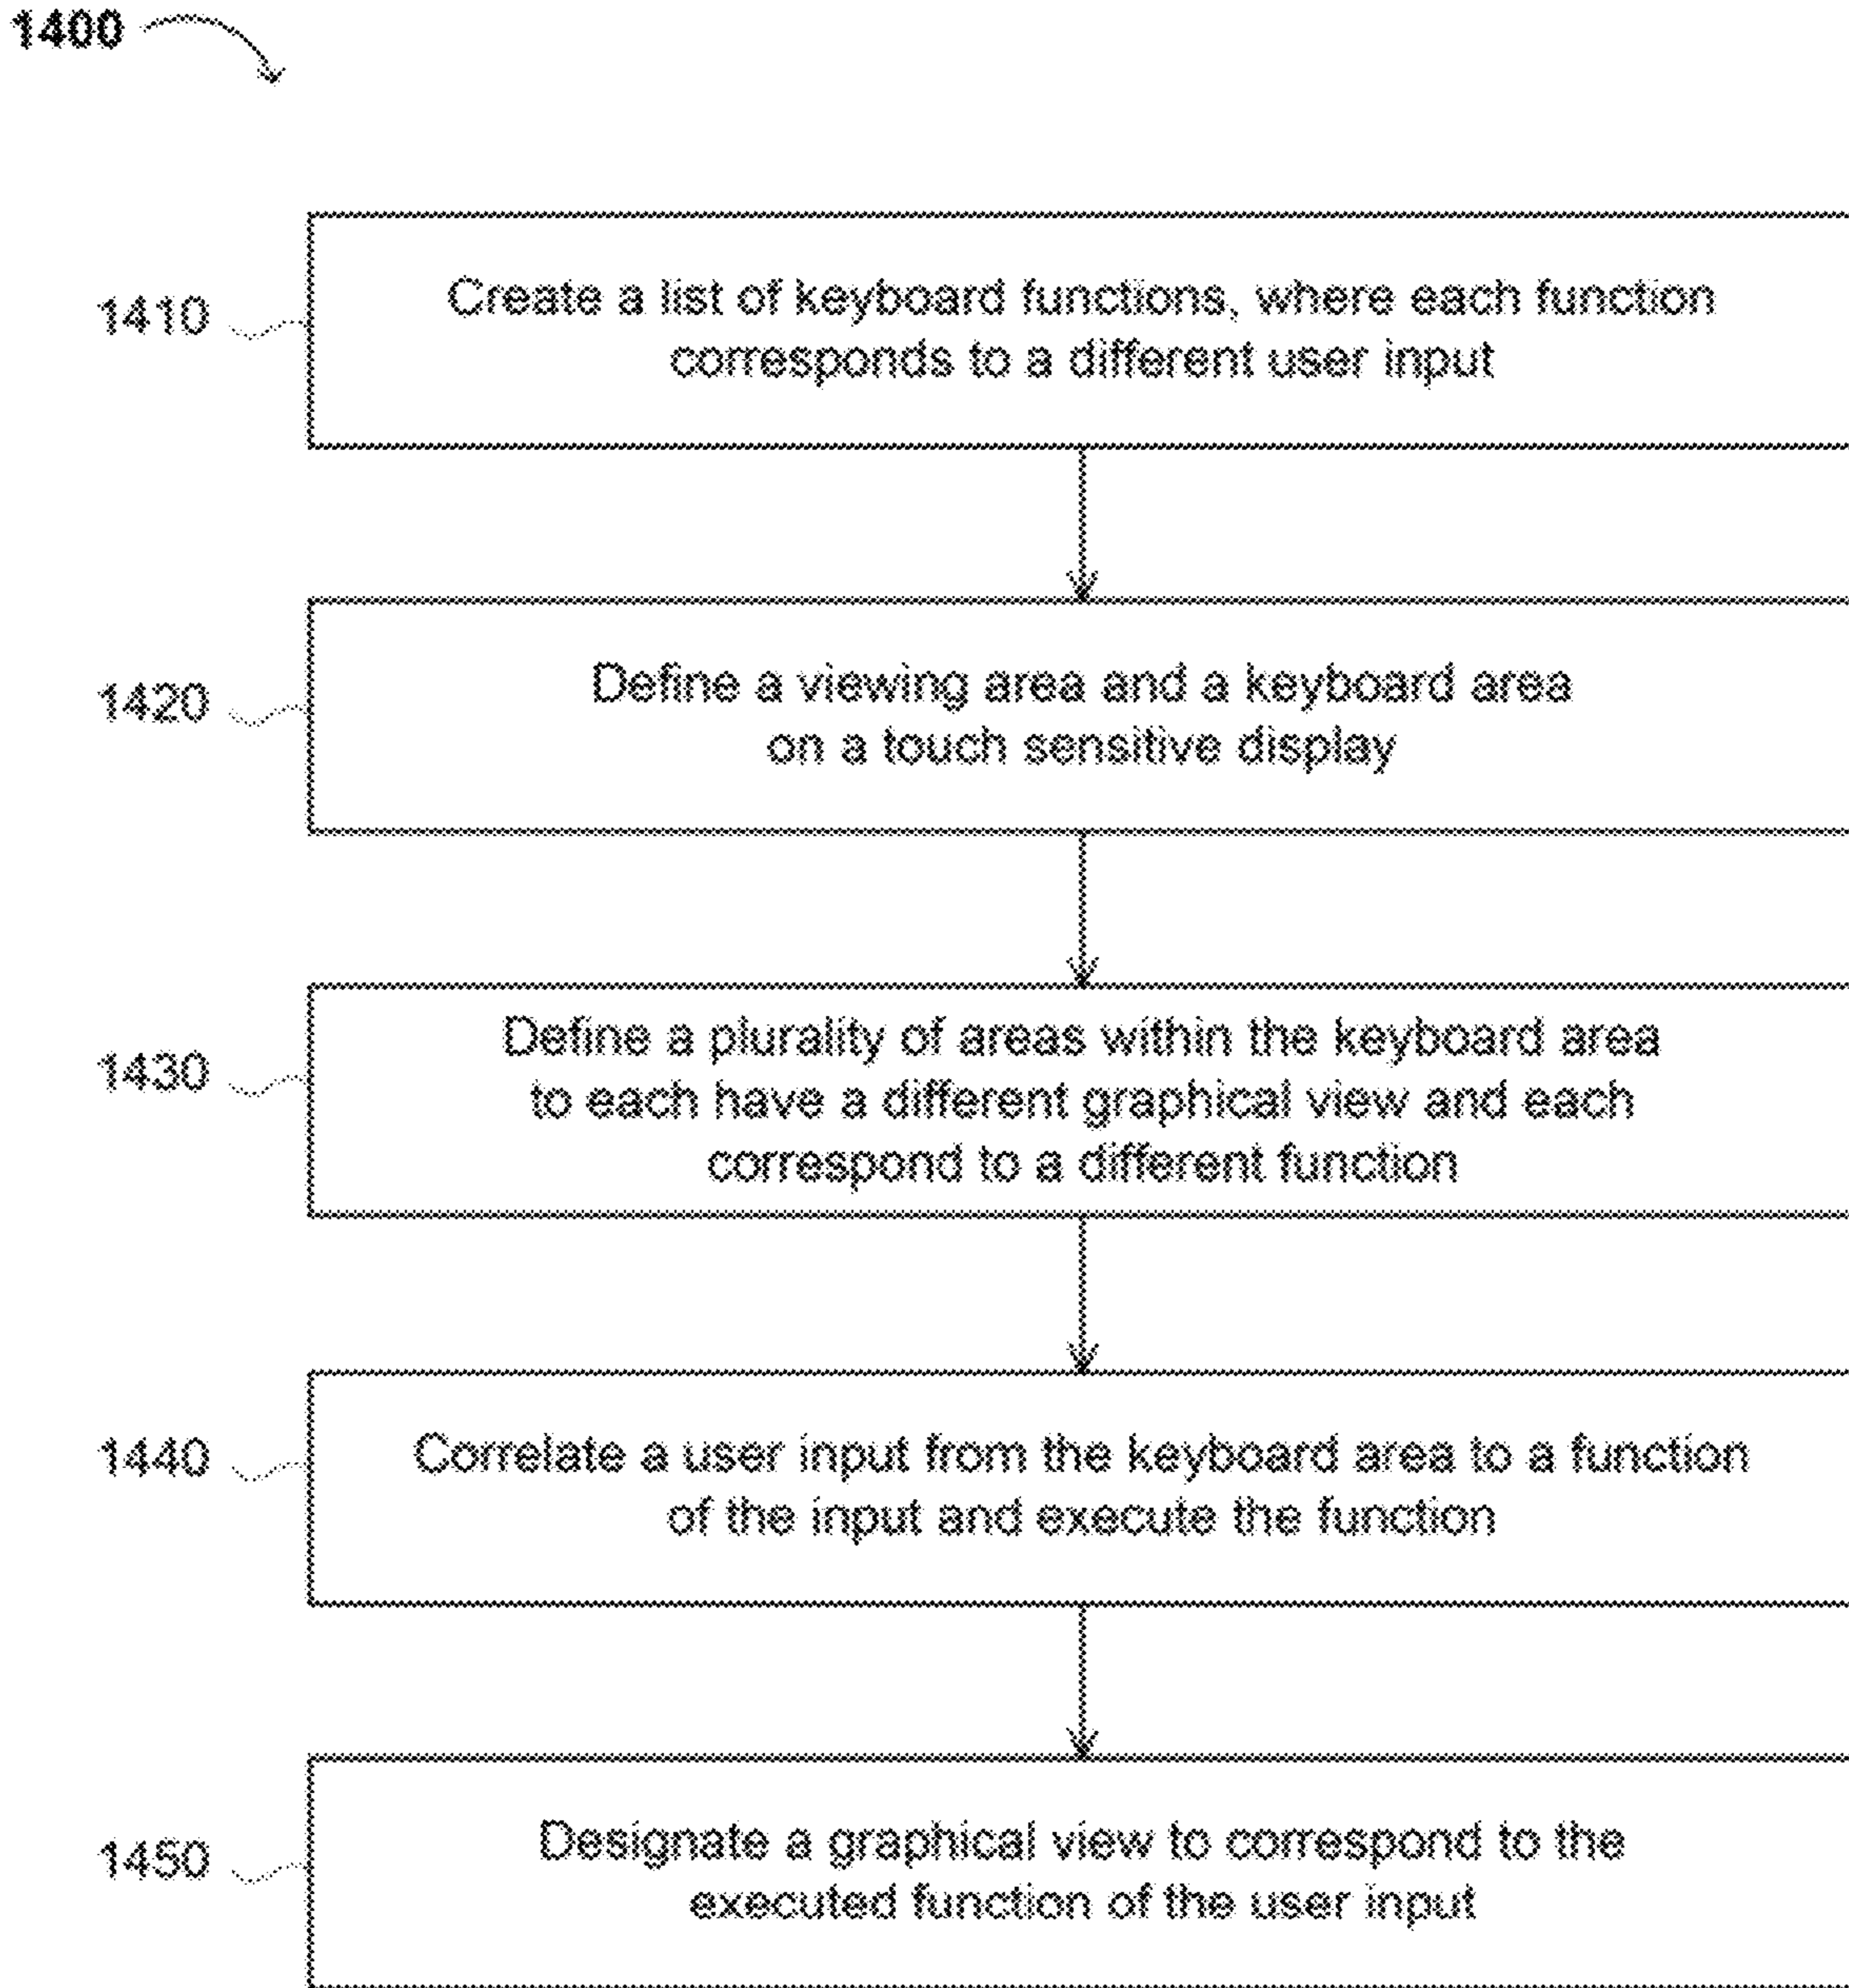 1400
1410
Create a list of keyboard functions, where each function
corresponds to a different user input
1420
Define a viewing area and a keyboard area
on a touch sensitive display
1430
Define a plurality of areas within the keyboard area
to each have a different graphical view and each
correspond to a different function
1440
Correlate a user input from the keyboard area to a function
of the input and execute the function
1450
Designate a graphical view to correspond to the
executed function of the user input